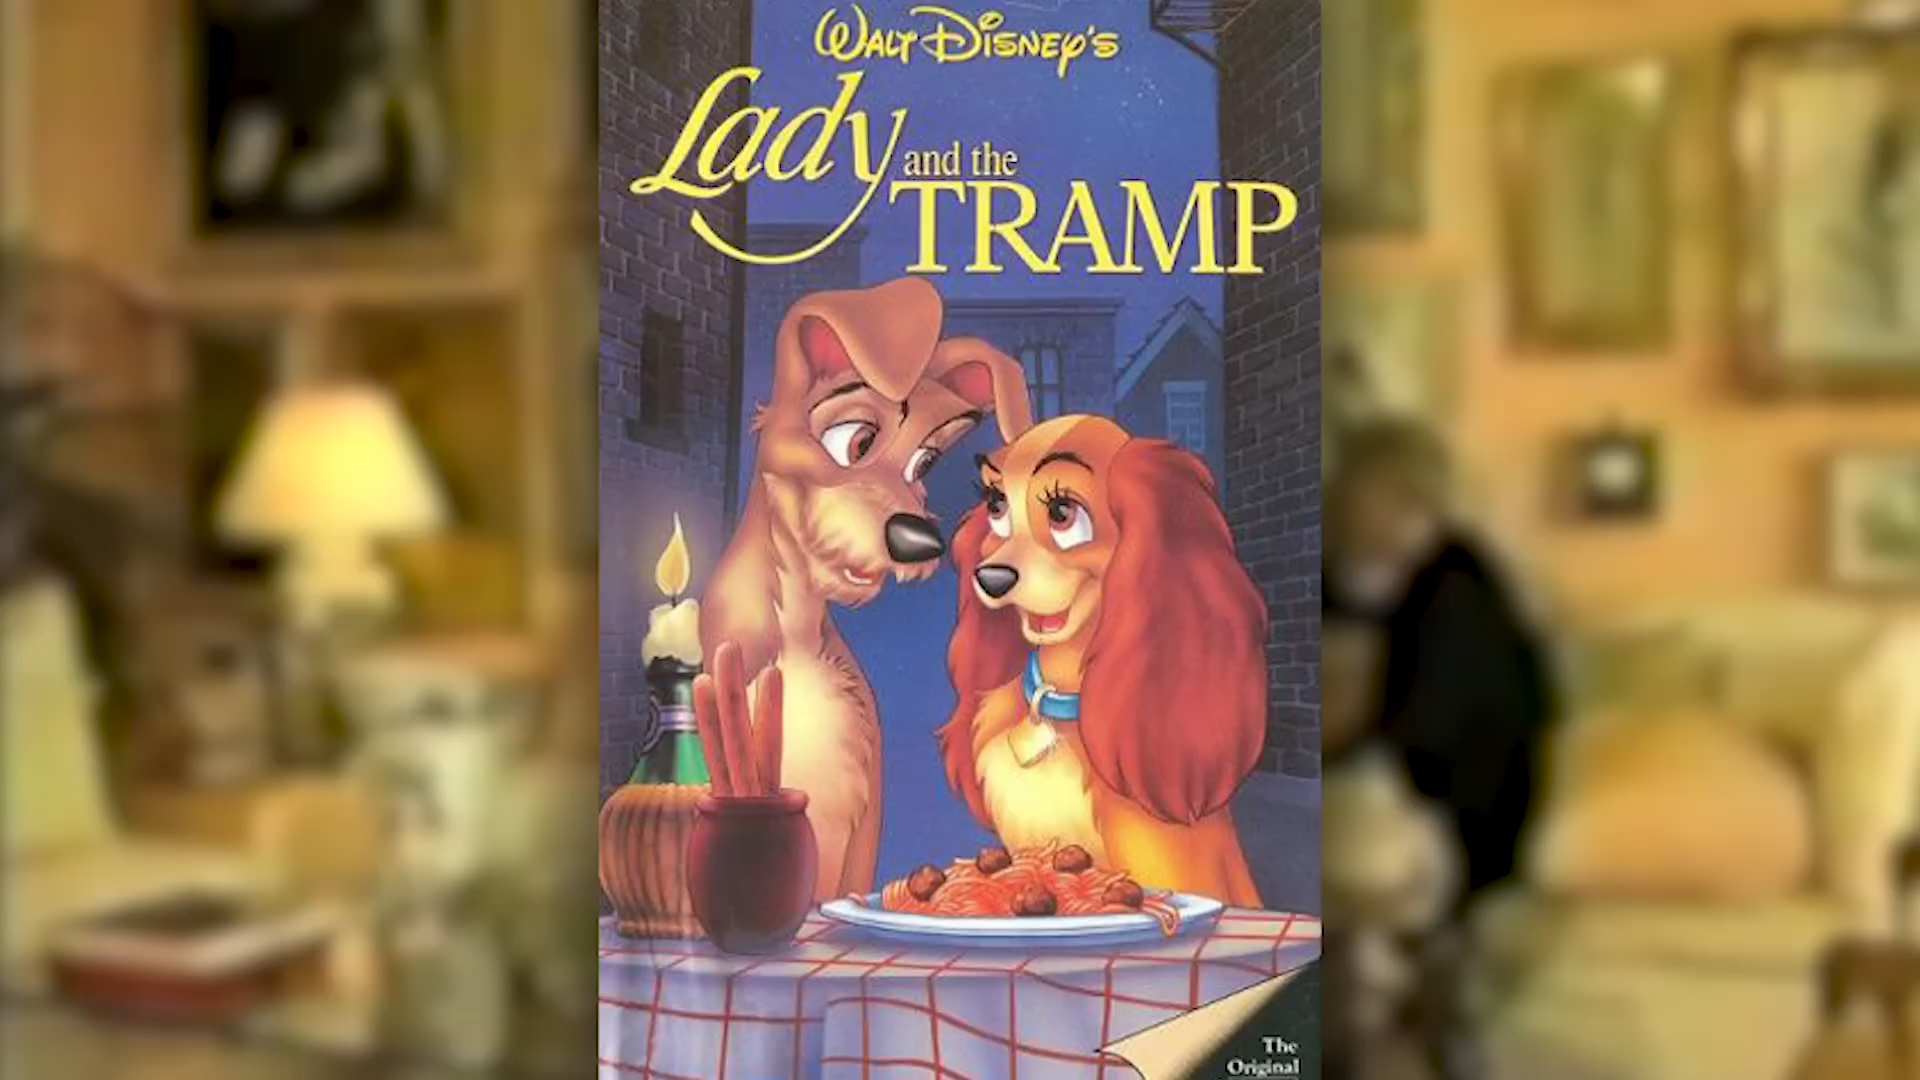 WALT DISNEY'S
Lady and the
TRAMP
The
Original